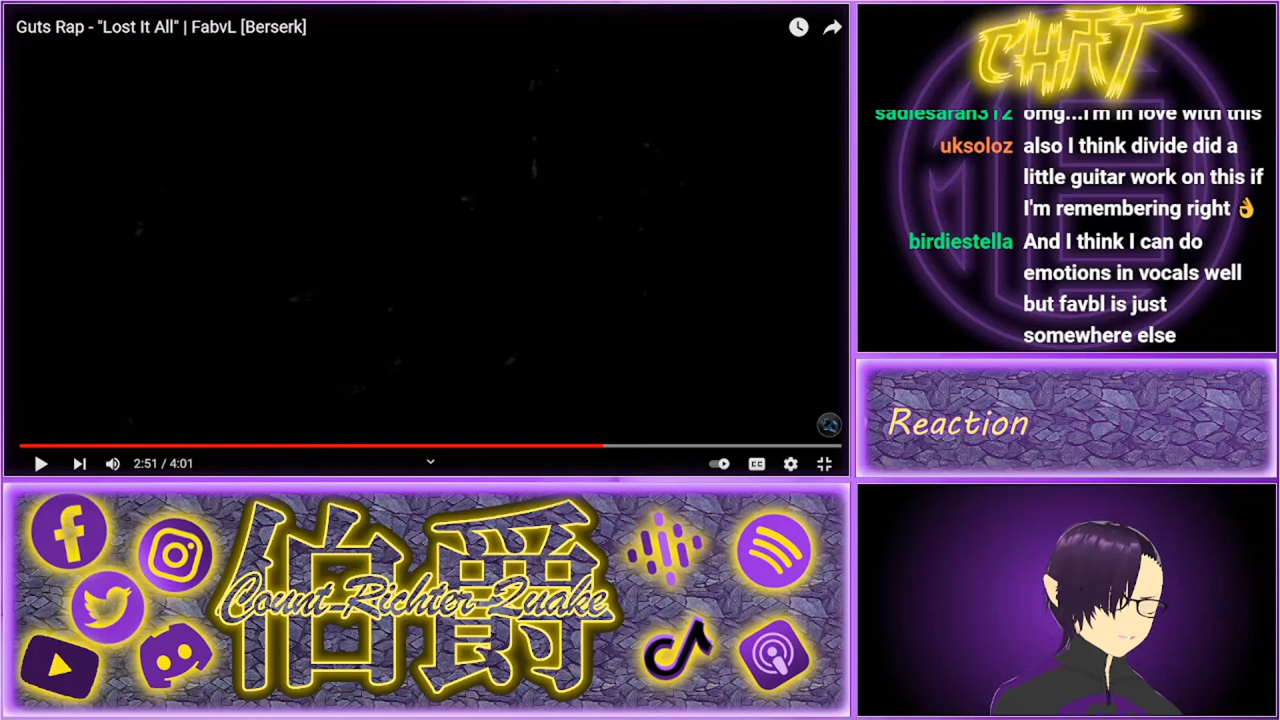 Guts Rap - "Lost It All" | FabvL [Berserk]
2:51 / 4:01
CC
CHAT
sadiesarah312 omg...I'm in love with this
uksoloz also I think divide did a
little guitar work on this if
I'm remembering right 👌
birdiestella And I think I can do
emotions in vocals well
but favbl is just
somewhere else
Reaction
伯爵
Count Richter Quake